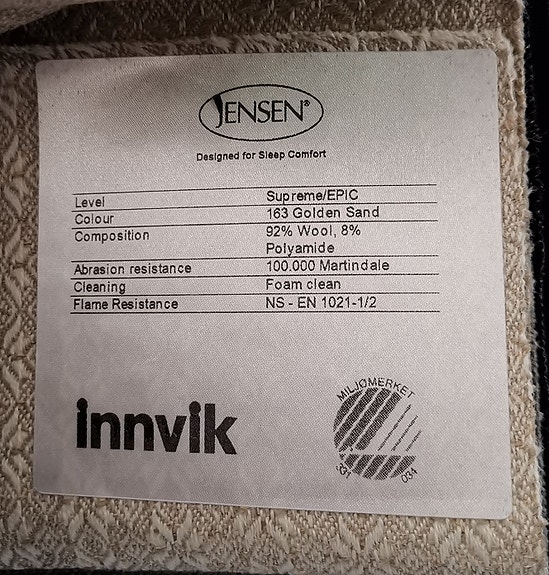 JENSEN®
Designed for Sleep Comfort
Level Supreme/EPIC
Colour 163 Golden Sand
Composition 92% Wool, 8%
Polyamide
Abrasion resistance 100.000 Martindale
Cleaning Foam clean
Flame Resistance NS - EN 1021-1/2
innvik
MILJØMERKET
331 034